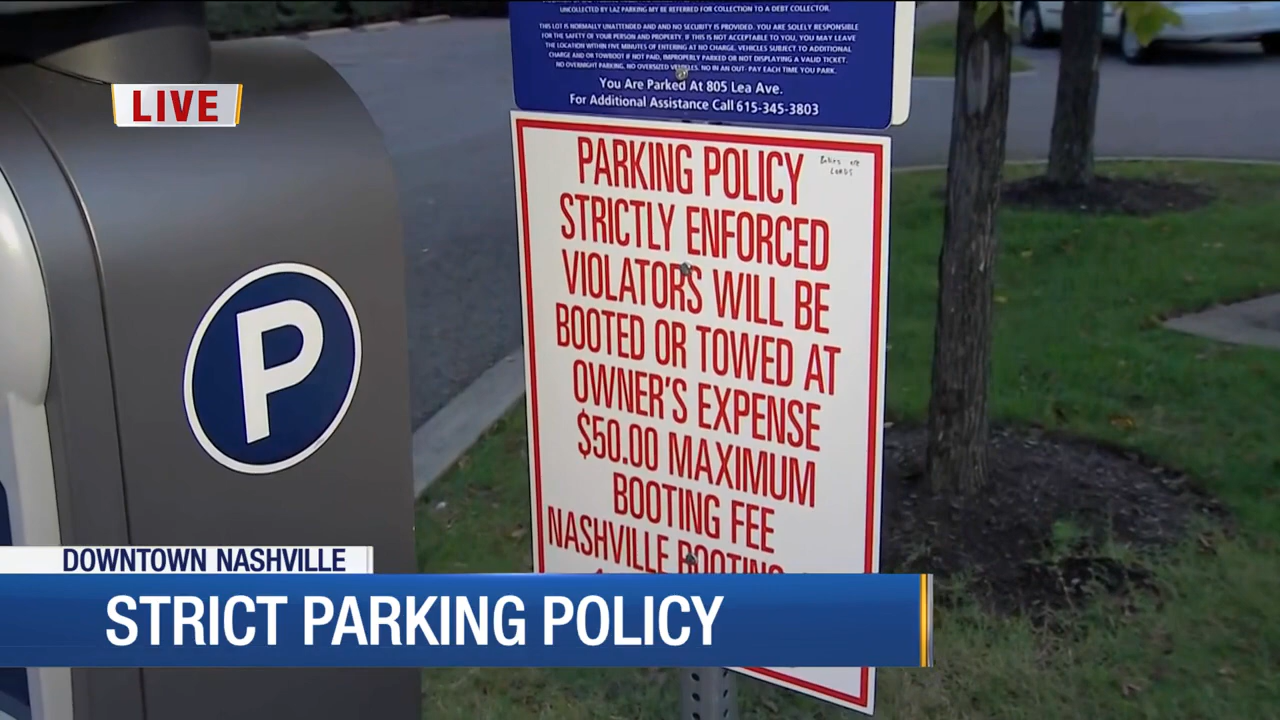 UNCOLLECTED BY LAZ PARKING MY BE REFERRED FOR COLLECTION TO A DEBT COLLECTOR.
THIS LOT IS NORMALLY UNATTENDED AND AND NO SECURITY IS PROVIDED. YOU ARE SOLELY RESPONSIBLE
FOR THE SAFETY OF YOUR PERSON AND PROPERTY, IF THIS IS NOT ACCEPTABLE TO YOU, YOU MAY LEAVE
THE LOCATION WITHIN FIVE MINUTES OF ENTERING AT NO CHARGE. VEHICLES SUBJECT TO ADDITIONAL
CHARGE AND OR TOW/BOOT IF NOT PAID, IMPROPERLY PARKED OR NOT DISPLAYING A VALID TICKET.
NO OVERNIGHT PARKING, NO OVERSIZED VEHICLES. NO IN AN OUT- PAY EACH TIME YOU PARK.
You Are Parked At 805 Lea Ave.
For Additional Assistance Call 615-345-3803
LIVE
PARKING POLICY
STRICTLY ENFORCED
VIOLATORS WILL BE
BOOTED OR TOWED AT
OWNER'S EXPENSE
$50.00 MAXIMUM
BOOTING FEE
NASHVILLE BOOTING
P
DOWNTOWN NASHVILLE
STRICT PARKING POLICY